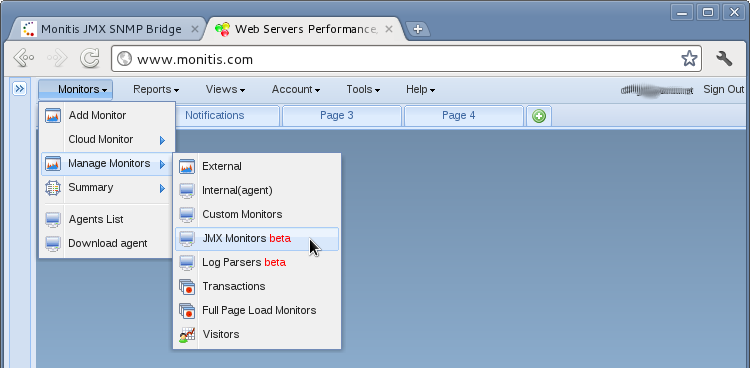 Monitis JMX SNMP Bridge
Web Servers Performance,
www.monitis.com
Monitors Reports Views Account Tools Help Sign Out
Notifications Page 3 Page 4
Add Monitor
Cloud Monitor
Manage Monitors
Summary
Agents List
Download agent
External
Internal(agent)
Custom Monitors
JMX Monitors beta
Log Parsers beta
Transactions
Full Page Load Monitors
Visitors